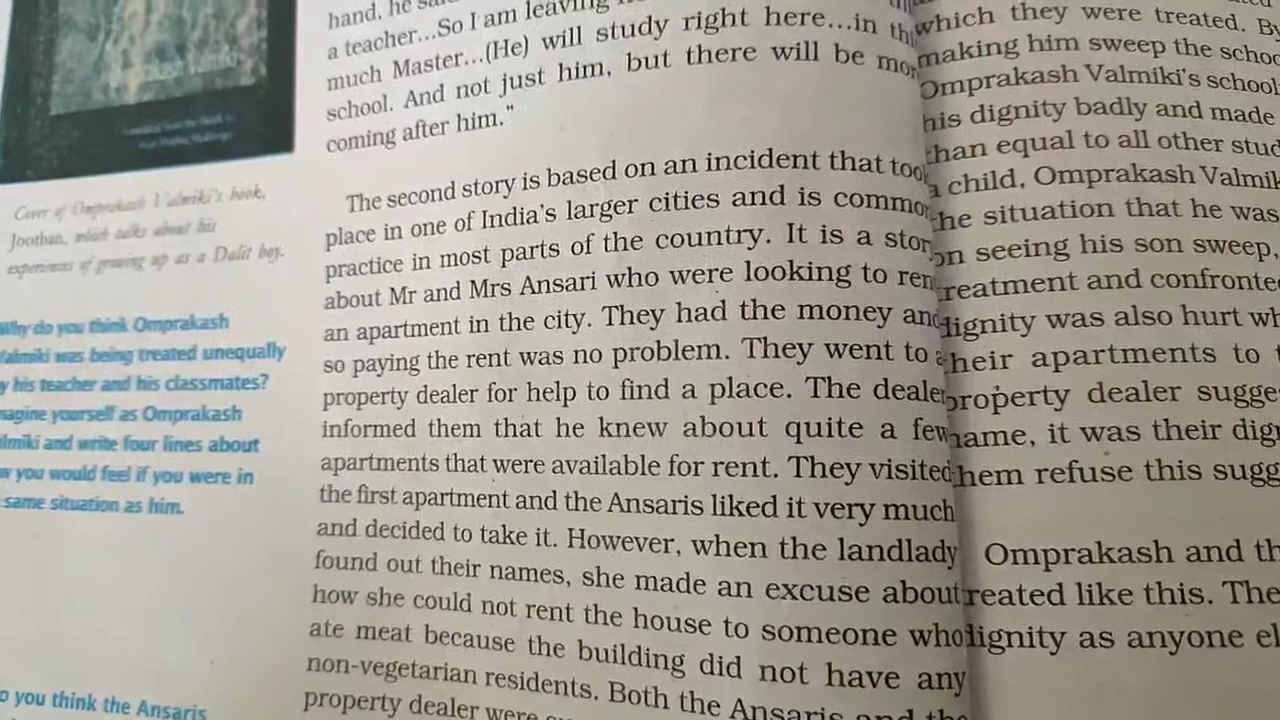 Cover of Omprakash Valmiki's book,
Joothan, which talks about his
experiences of growing up as a Dalit boy.
Why do you think Omprakash
Valmiki was being treated unequally
y his teacher and his classmates?
magine yourself as Omprakash
almiki and write four lines about
w you would feel if you were in
same situation as him.
o you think the Ansaris
hand, he
a teacher...So I am leaving
much Master...(He) will study right here...in th
school. And not just him, but there will be mor
coming after him."
The second story is based on an incident that too
place in one of India's larger cities and is commo
practice in most parts of the country. It is a stor
about Mr and Mrs Ansari who were looking to ren
an apartment in the city. They had the money and
so paying the rent was no problem. They went to a
property dealer for help to find a place. The dealer
informed them that he knew about quite a few
apartments that were available for rent. They visited
the first apartment and the Ansaris liked it very much
and decided to take it. However, when the landlady
found out their names, she made an excuse about
how she could not rent the house to someone who
ate meat because the building did not have any
non-vegetarian residents. Both the Ansaris and the
property dealer were
which they were treated. By
making him sweep the schoo
Omprakash Valmiki's school
his dignity badly and made
than equal to all other stud
a child, Omprakash Valmik
he situation that he was
on seeing his son sweep,
treatment and confronte
dignity was also hurt wh
their apartments to t
property dealer sugge
name, it was their dign
them refuse this sugg
Omprakash and th
treated like this. The
dignity as anyone el